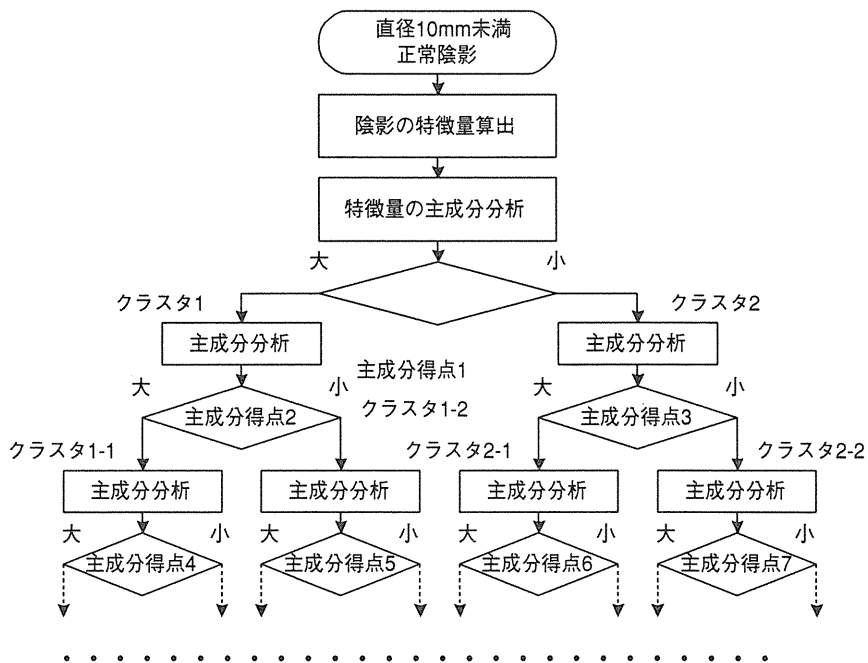 直径10mm未満
正常陰影
陰影の特徴量算出
特徴量の主成分分析
大
小
クラスタ1
クラスタ2
主成分分析
主成分分析
主成分得点1
大
小
大
小
主成分得点2
クラスタ1-2
主成分得点3
クラスタ1-1
クラスタ2-1
クラスタ2-2
主成分分析
主成分分析
主成分分析
主成分分析
大
小
大
小
大
小
大
小
主成分得点4
主成分得点5
主成分得点6
主成分得点7